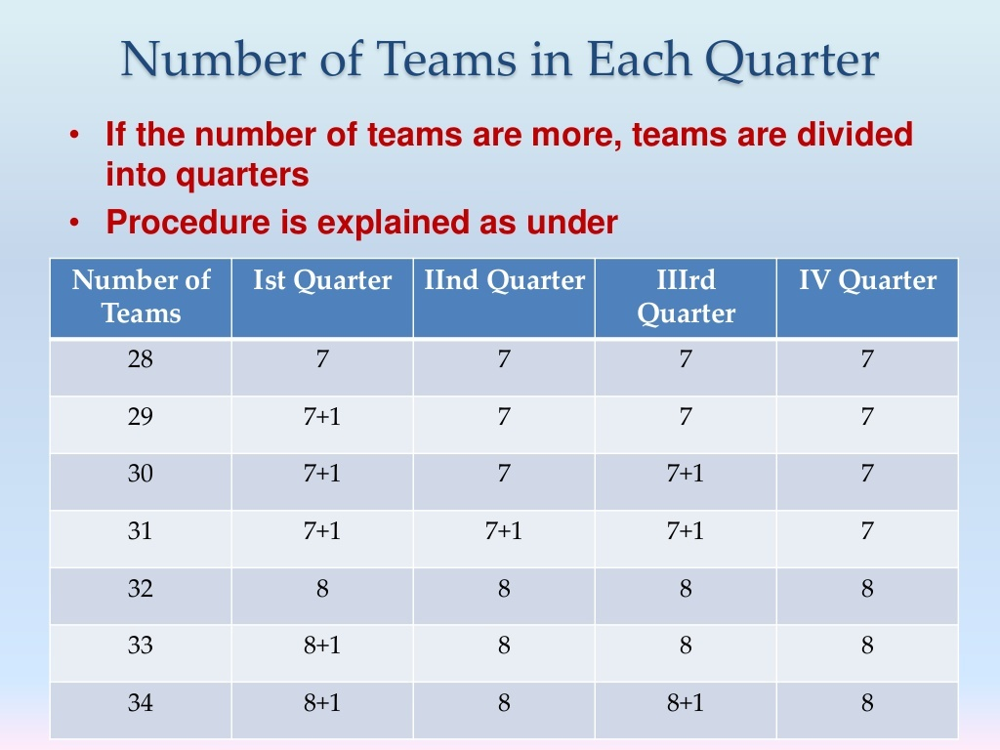 Number of Teams in Each Quarter
• If the number of teams are more, teams are divided
into quarters
• Procedure is explained as under
Number of Teams Ist Quarter IInd Quarter IIIrd Quarter IV Quarter
28 7 7 7 7
29 7+1 7 7 7
30 7+1 7 7+1 7
31 7+1 7+1 7+1 7
32 8 8 8 8
33 8+1 8 8 8
34 8+1 8 8+1 8